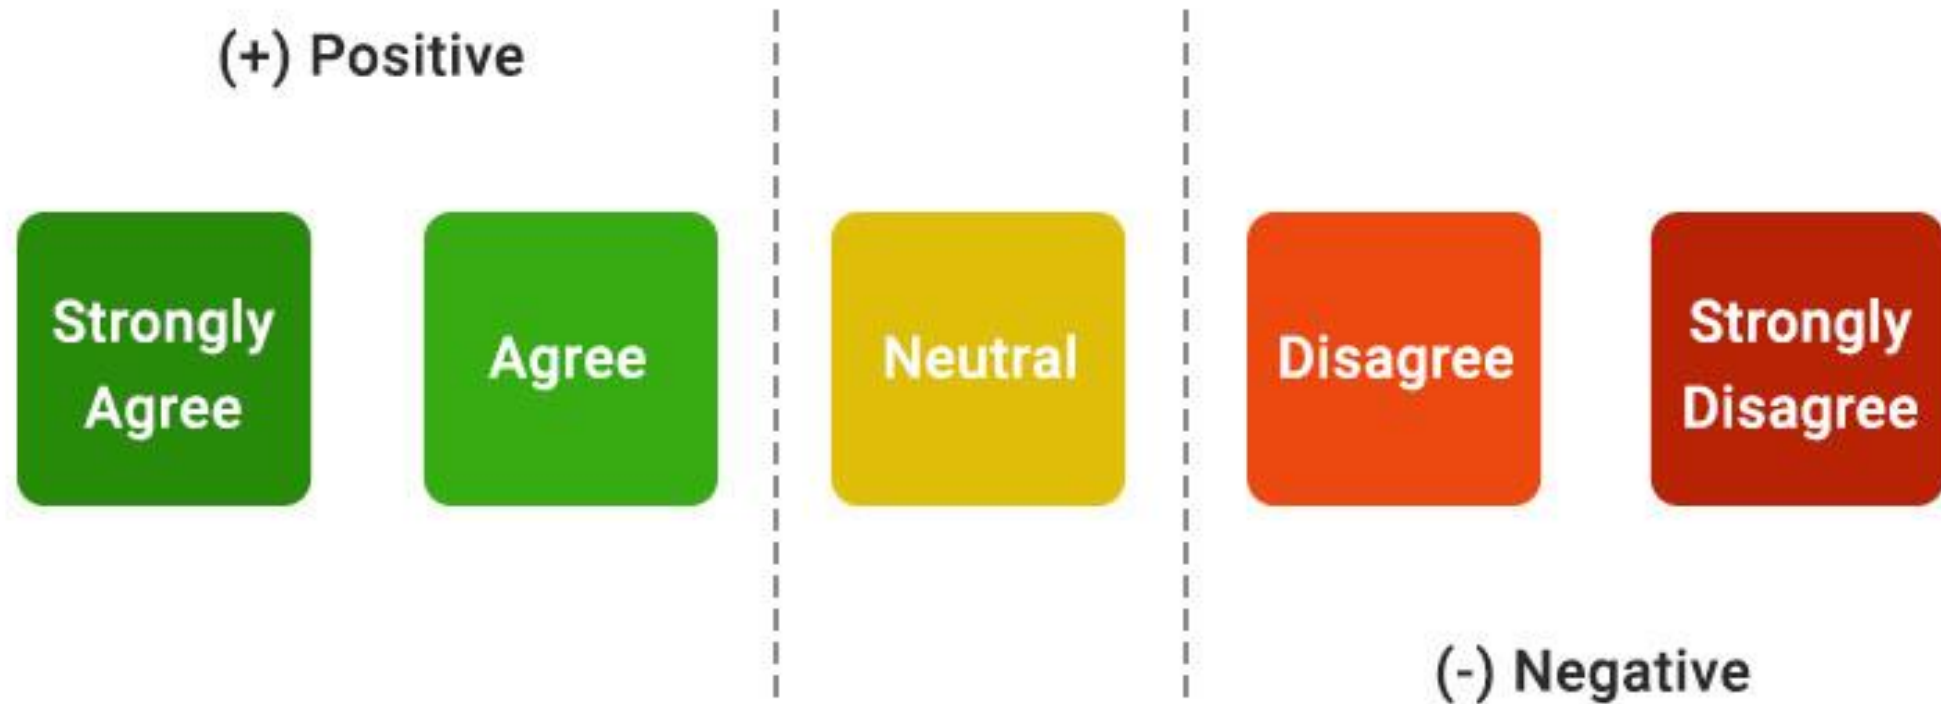 (+) Positive
Strongly
Agree
Agree
Neutral
Disagree
Strongly
Disagree
(-) Negative